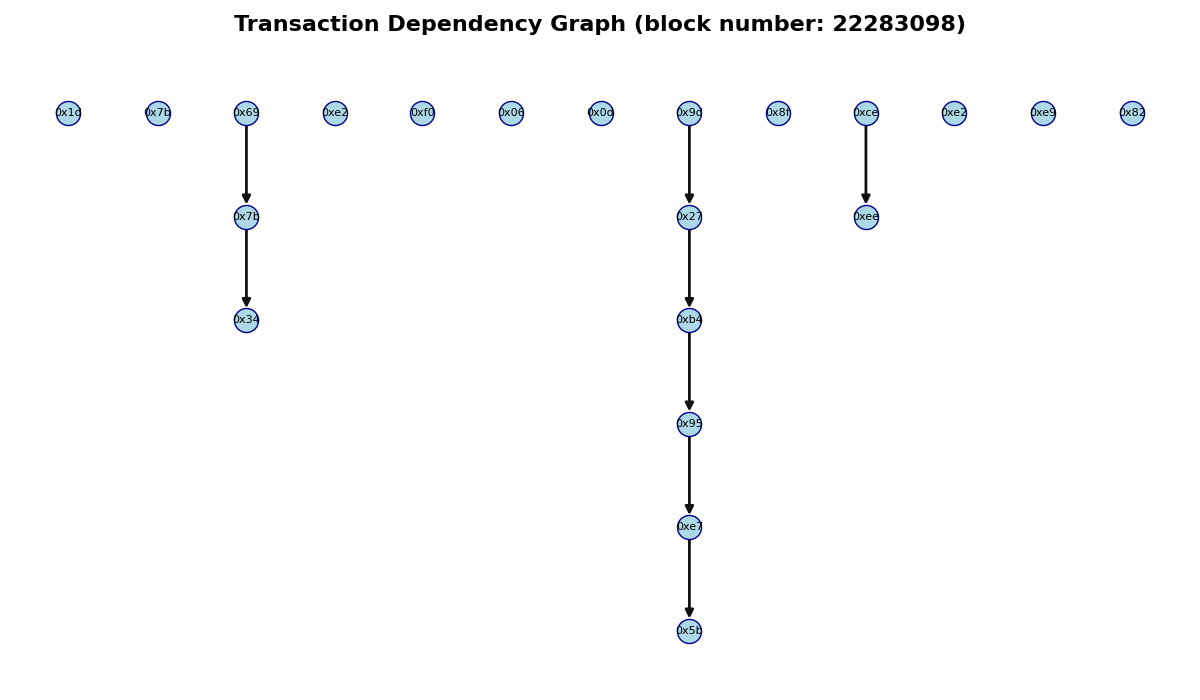 Transaction Dependency Graph (block number: 22283098)
0x1d 0x7b 0x69 0xe2 0xf0 0x06 0x0d 0x9d 0x8f 0xce 0xe2 0xe9 0x82
0x7b 0x27 0xee
0x34 0xb4
0x95
0xe7
0x5b